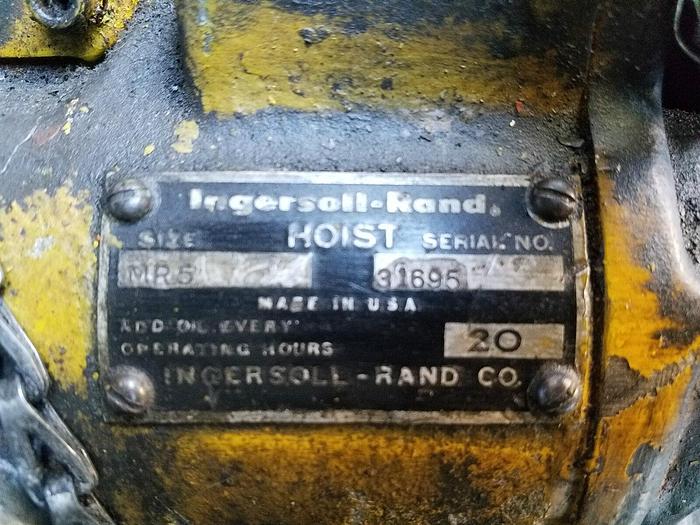 Ingersoll-Rand®
SIZE HOIST SERIAL NO.
MR5 31695
MADE IN U.S.A
ADD OIL EVERY
OPERATING HOURS 20
INGERSOLL-RAND CO.